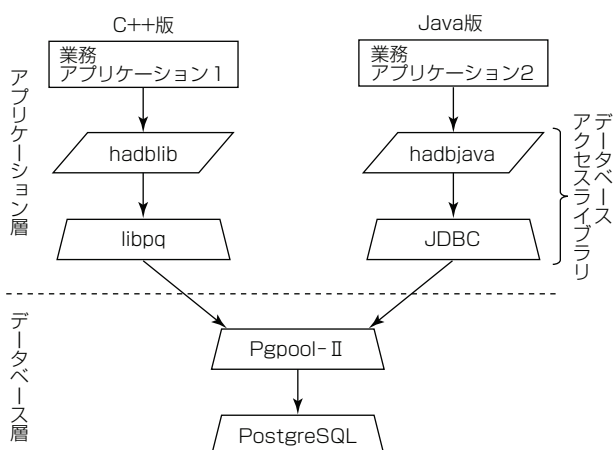 C++版
Java版
業務
アプリケーション1
業務
アプリケーション2
アプリケーション層
hadblib
hadbjava
データベース
アクセスライブラリ
libpq
JDBC
データベース層
Pgpool-Ⅱ
PostgreSQL